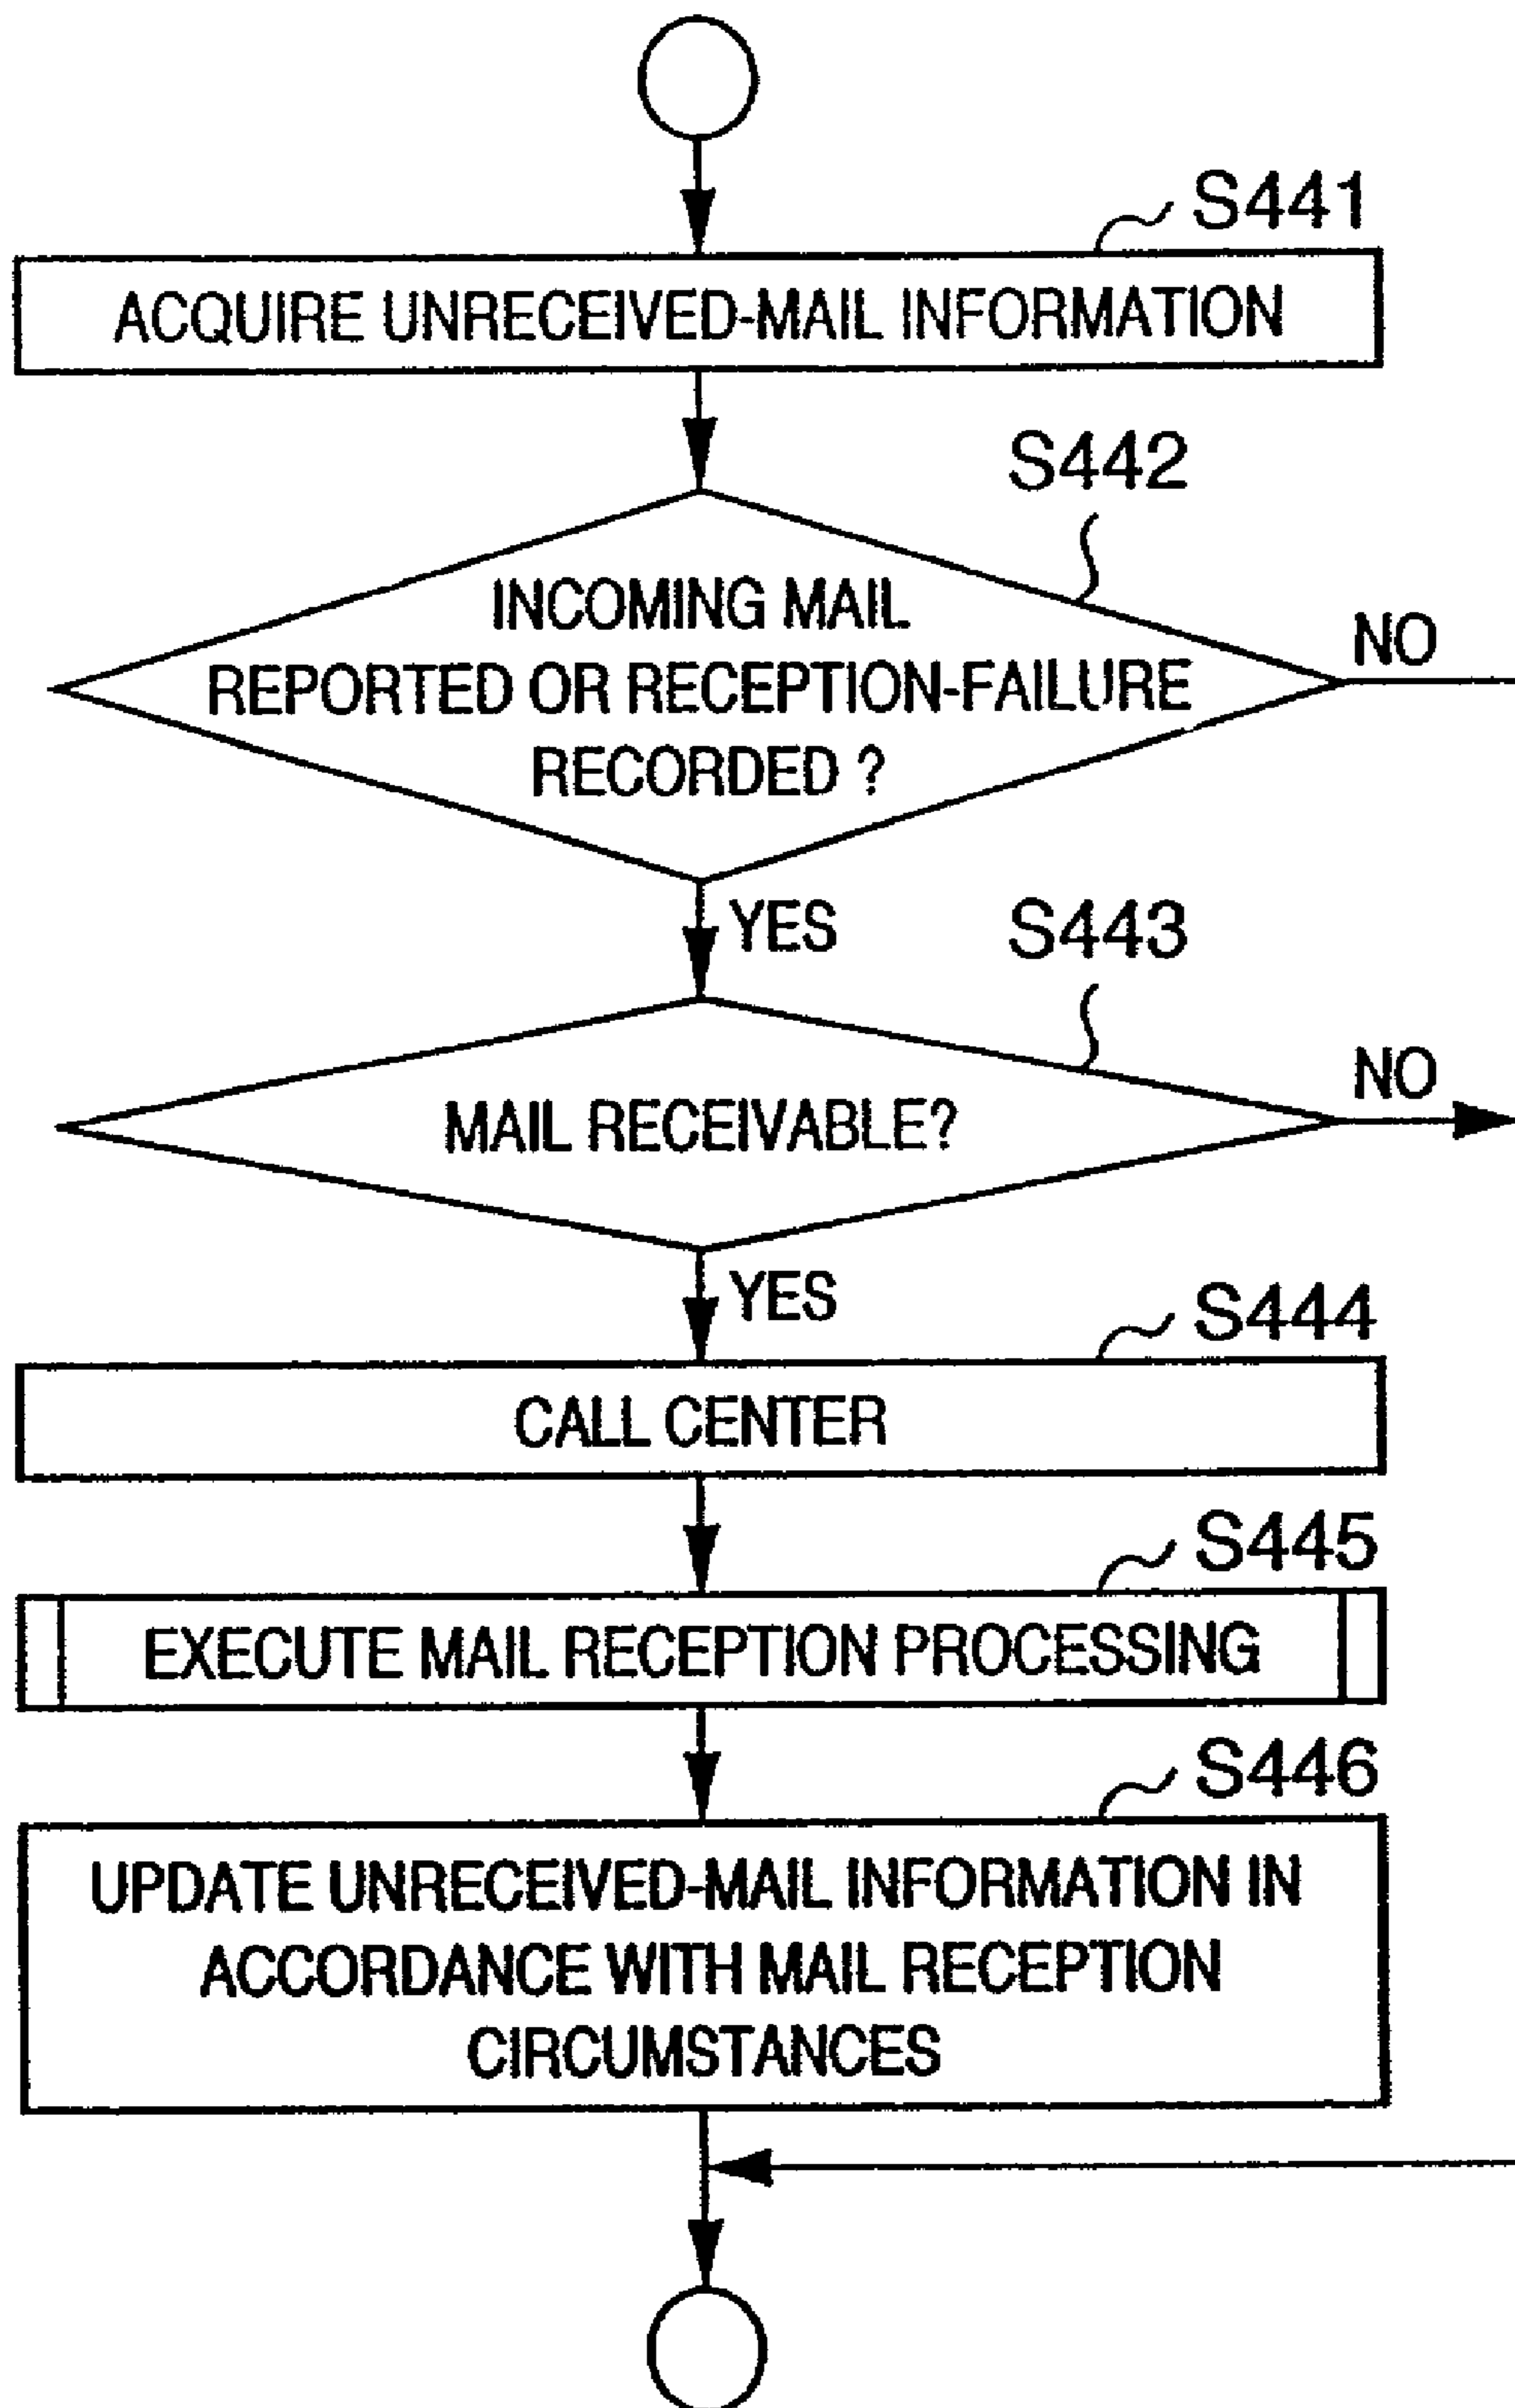 S441
ACQUIRE UNRECEIVED-MAIL INFORMATION
S442
INCOMING MAIL
REPORTED OR RECEPTION-FAILURE
RECORDED ?
NO
YES
S443
MAIL RECEIVABLE?
NO
YES
S444
CALL CENTER
S445
EXECUTE MAIL RECEPTION PROCESSING
S446
UPDATE UNRECEIVED-MAIL INFORMATION IN
ACCORDANCE WITH MAIL RECEPTION
CIRCUMSTANCES